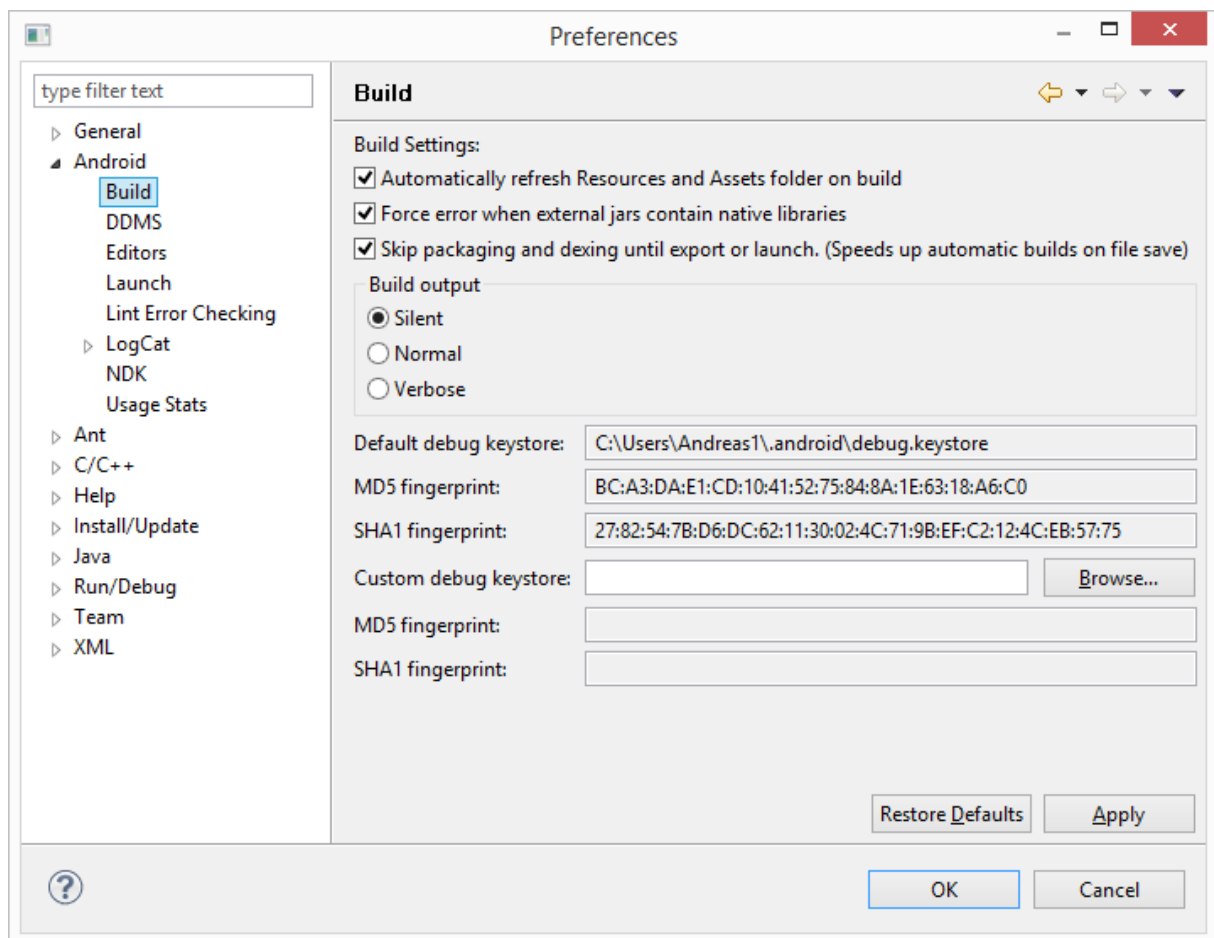 Preferences
type filter text
General
Android
Build
DDMS
Editors
Launch
Lint Error Checking
LogCat
NDK
Usage Stats
Ant
C/C++
Help
Install/Update
Java
Run/Debug
Team
XML
Build
Build Settings:
Automatically refresh Resources and Assets folder on build
Force error when external jars contain native libraries
Skip packaging and dexing until export or launch. (Speeds up automatic builds on file save)
Build output
Silent
Normal
Verbose
Default debug keystore: C:\Users\Andreas1\.android\debug.keystore
MD5 fingerprint: BC:A3:DA:E1:CD:10:41:52:75:84:8A:1E:63:18:A6:C0
SHA1 fingerprint: 27:82:54:7B:D6:DC:62:11:30:02:4C:71:9B:EF:C2:12:4C:EB:57:75
Custom debug keystore: Browse...
MD5 fingerprint:
SHA1 fingerprint:
Restore Defaults Apply
? OK Cancel